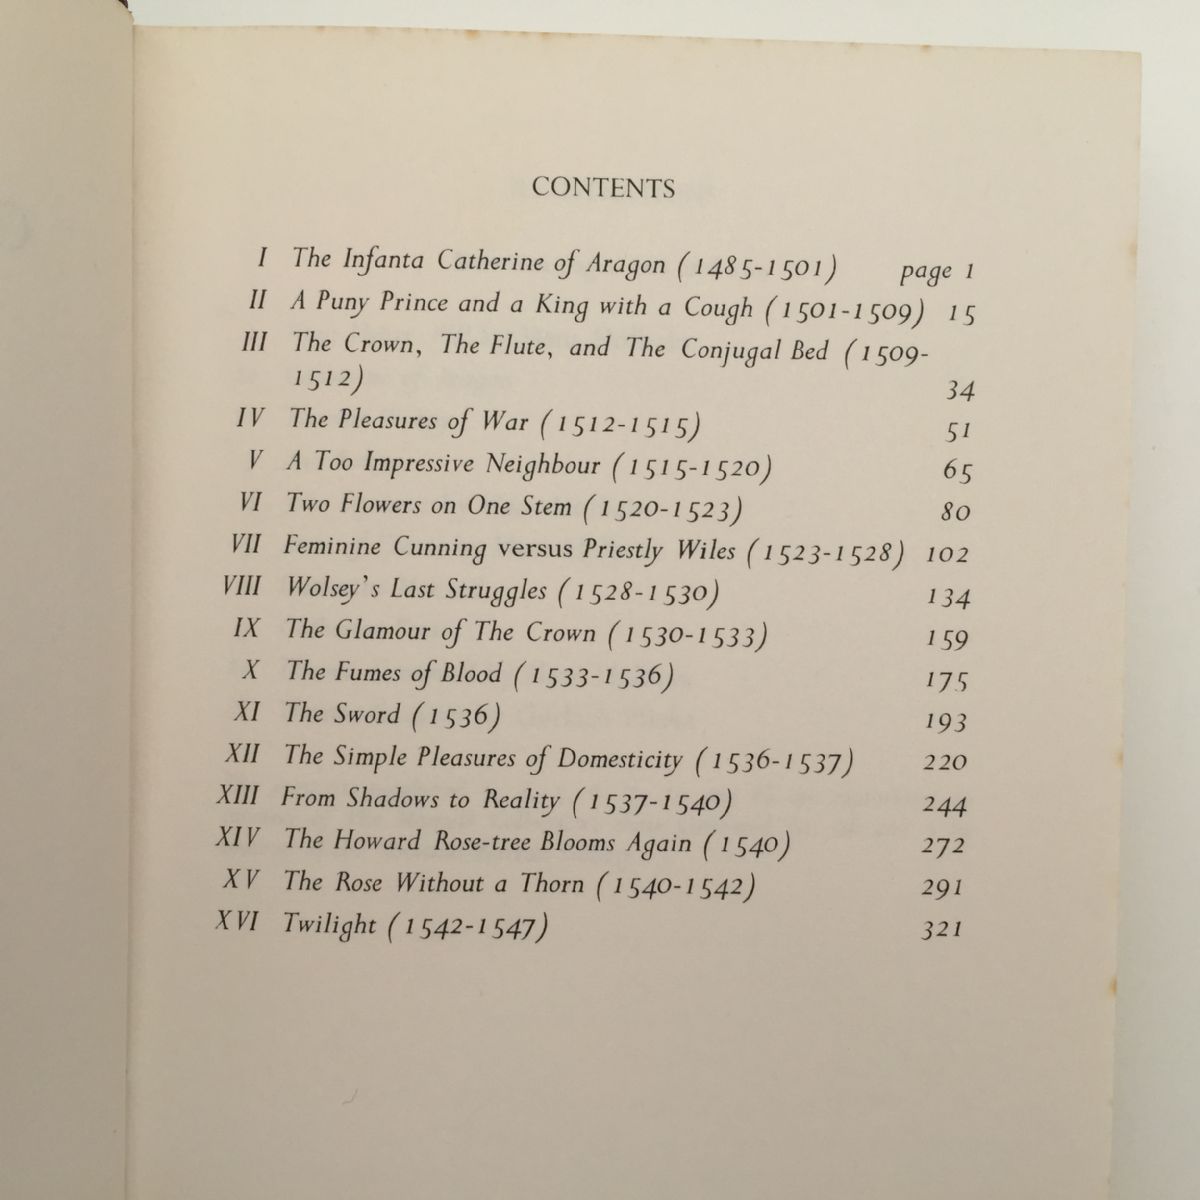 CONTENTS
I The Infanta Catherine of Aragon (1485-1501) page 1
II A Puny Prince and a King with a Cough (1501-1509) 15
III The Crown, The Flute, and The Conjugal Bed (1509-
1512) 34
IV The Pleasures of War (1512-1515) 51
V A Too Impressive Neighbour (1515-1520) 65
VI Two Flowers on One Stem (1520-1523) 80
VII Feminine Cunning versus Priestly Wiles (1523-1528) 102
VIII Wolsey's Last Struggles (1528-1530) 134
IX The Glamour of The Crown (1530-1533) 159
X The Fumes of Blood (1533-1536) 175
XI The Sword (1536) 193
XII The Simple Pleasures of Domesticity (1536-1537) 220
XIII From Shadows to Reality (1537-1540) 244
XIV The Howard Rose-tree Blooms Again (1540) 272
XV The Rose Without a Thorn (1540-1542) 291
XVI Twilight (1542-1547) 321